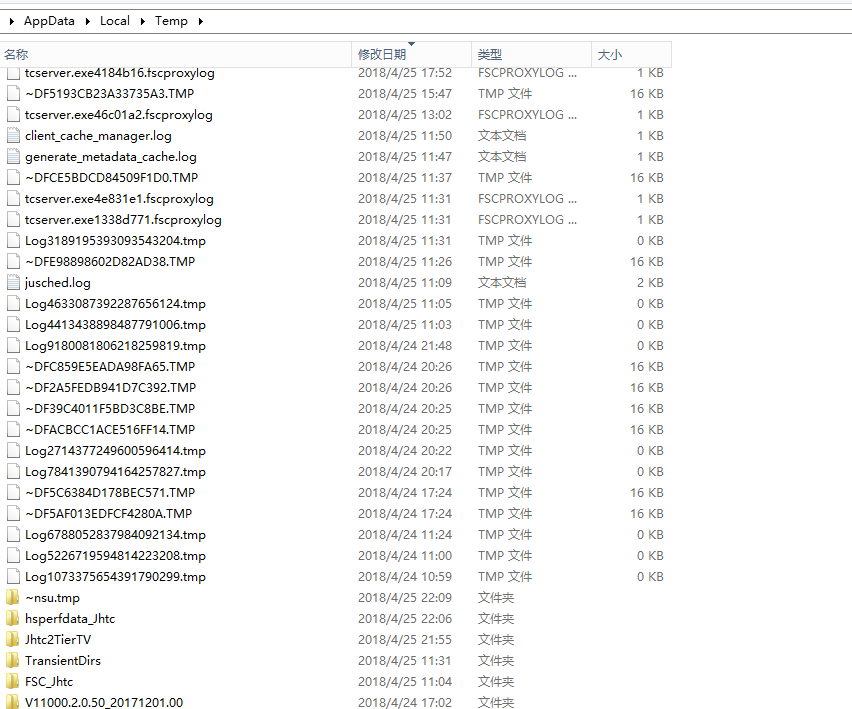 AppData Local Temp
名称 修改日期 类型 大小
tcserver.exe4184b16.fscproxylog 2018/4/25 17:52 FSCPROXYLOG ... 1 KB
~DF5193CB23A33735A3.TMP 2018/4/25 15:47 TMP 文件 16 KB
tcserver.exe46c01a2.fscproxylog 2018/4/25 13:02 FSCPROXYLOG ... 1 KB
client_cache_manager.log 2018/4/25 11:50 文本文档 1 KB
generate_metadata_cache.log 2018/4/25 11:47 文本文档 1 KB
~DFCE5BDCD84509F1D0.TMP 2018/4/25 11:37 TMP 文件 16 KB
tcserver.exe4e831e1.fscproxylog 2018/4/25 11:31 FSCPROXYLOG ... 1 KB
tcserver.exe1338d771.fscproxylog 2018/4/25 11:31 FSCPROXYLOG ... 1 KB
Log3189195393093543204.tmp 2018/4/25 11:31 TMP 文件 0 KB
~DFE98898602D82AD38.TMP 2018/4/25 11:26 TMP 文件 16 KB
jusched.log 2018/4/25 11:09 文本文档 2 KB
Log4633087392287656124.tmp 2018/4/25 11:05 TMP 文件 0 KB
Log4413438898487791006.tmp 2018/4/25 11:03 TMP 文件 0 KB
Log9180081806218259819.tmp 2018/4/24 21:48 TMP 文件 0 KB
~DFC859E5EADA98FA65.TMP 2018/4/24 20:26 TMP 文件 16 KB
~DF2A5FEDB941D7C392.TMP 2018/4/24 20:26 TMP 文件 16 KB
~DF39C4011F5BD3C8BE.TMP 2018/4/24 20:25 TMP 文件 16 KB
~DFACBCC1ACE516FF14.TMP 2018/4/24 20:25 TMP 文件 16 KB
Log2714377249600596414.tmp 2018/4/24 20:22 TMP 文件 0 KB
Log7841390794164257827.tmp 2018/4/24 20:17 TMP 文件 0 KB
~DF5C6384D178BEC571.TMP 2018/4/24 17:24 TMP 文件 16 KB
~DF5AF013EDFCF4280A.TMP 2018/4/24 17:24 TMP 文件 16 KB
Log6788052837984092134.tmp 2018/4/24 11:24 TMP 文件 0 KB
Log5226719594814223208.tmp 2018/4/24 11:00 TMP 文件 0 KB
Log1073375654391790299.tmp 2018/4/24 10:59 TMP 文件 0 KB
~nsu.tmp 2018/4/25 22:09 文件夹
hsperfdata_Jhtc 2018/4/25 22:06 文件夹
Jhtc2TierTV 2018/4/25 21:55 文件夹
TransientDirs 2018/4/25 11:31 文件夹
FSC_Jhtc 2018/4/25 11:04 文件夹
V11000.2.0.50_20171201.00 2018/4/24 17:02 文件夹